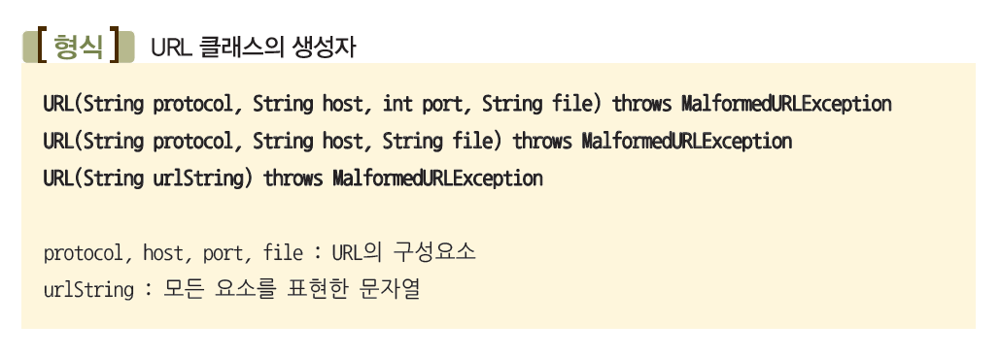 [형식] URL 클래스의 생성자
URL(String protocol, String host, int port, String file) throws MalformedURLException
URL(String protocol, String host, String file) throws MalformedURLException
URL(String urlString) throws MalformedURLException
protocol, host, port, file : URL의 구성요소
urlString : 모든 요소를 표현한 문자열